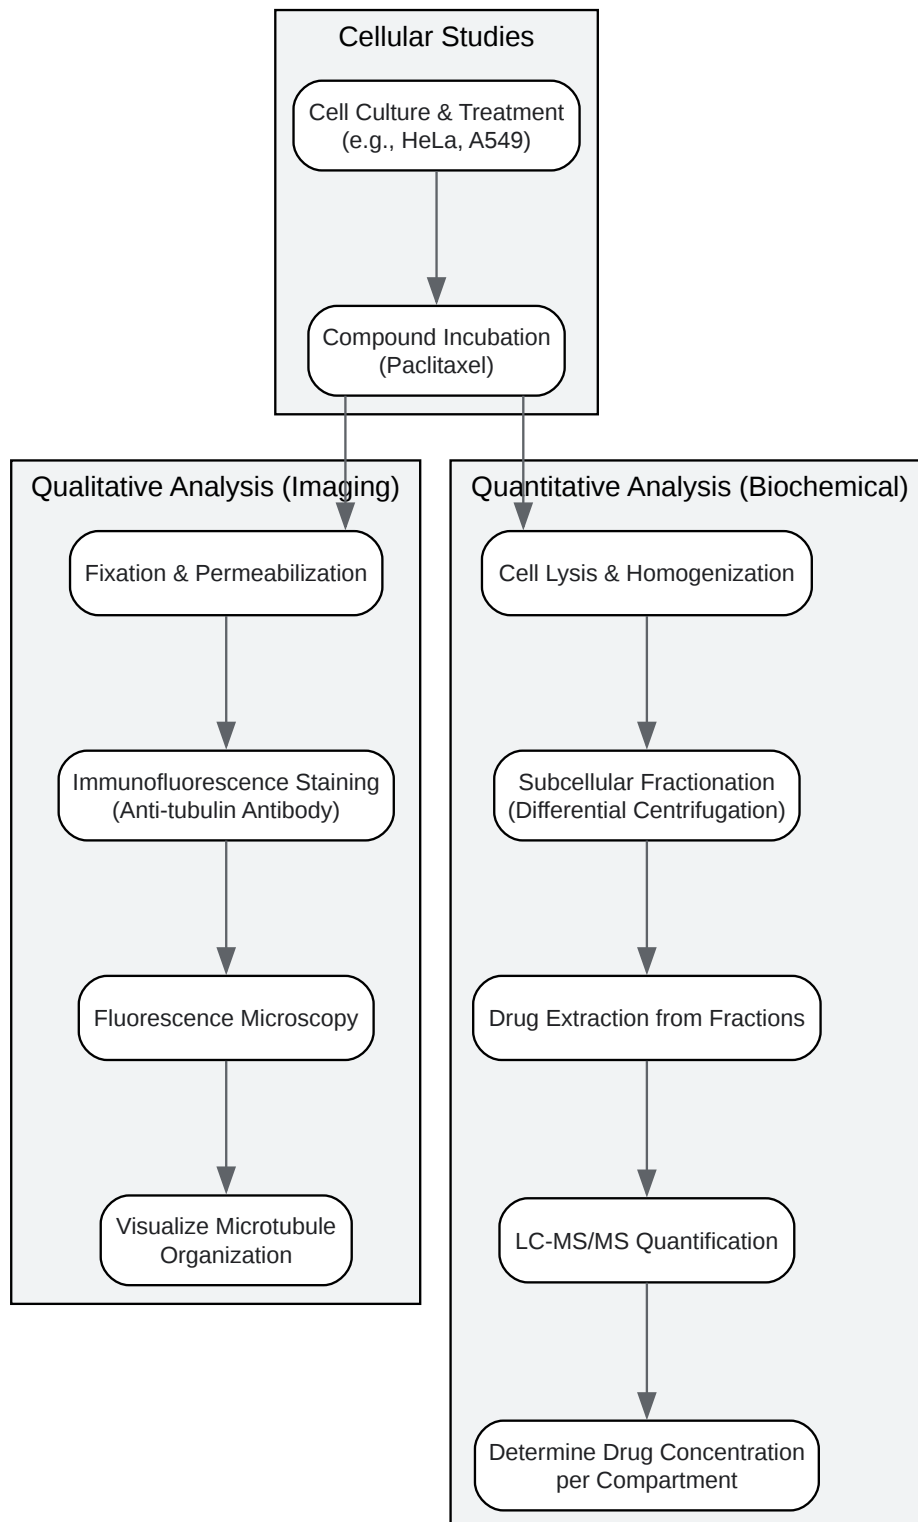 Cellular Studies
Cell Culture & Treatment
(e.g., HeLa, A549)
Compound Incubation
(Paclitaxel)
Qualitative Analysis (Imaging)
Fixation & Permeabilization
Immunofluorescence Staining
(Anti-tubulin Antibody)
Fluorescence Microscopy
Visualize Microtubule
Organization
Quantitative Analysis (Biochemical)
Cell Lysis & Homogenization
Subcellular Fractionation
(Differential Centrifugation)
Drug Extraction from Fractions
LC-MS/MS Quantification
Determine Drug Concentration
per Compartment